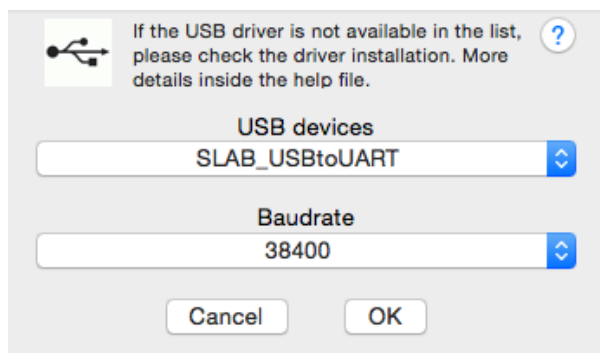 If the USB driver is not available in the list,
please check the driver installation. More
details inside the help file.
?
USB devices
SLAB_USBtoUART
Baudrate
38400
Cancel
OK